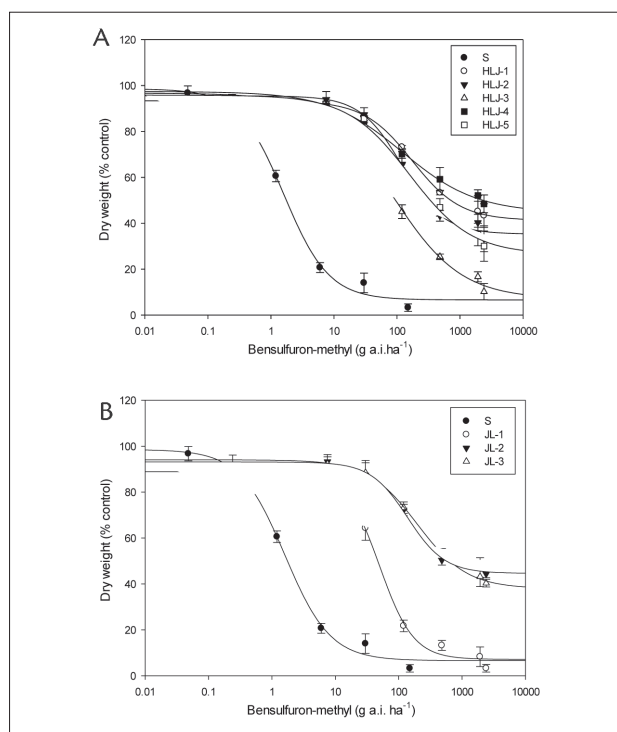 A
120
100
80
60
40
20
0
Dry weight (% control)
S
HLJ-1
HLJ-2
HLJ-3
HLJ-4
HLJ-5
0.01 0.1 1 10 100 1000 10000
Bensulfuron-methyl (g a.i.ha⁻¹)
B
120
100
80
60
40
20
0
Dry weight (% control)
S
JL-1
JL-2
JL-3
0.01 0.1 1 10 100 1000 10000
Bensulfuron-methyl (g a.i. ha⁻¹)